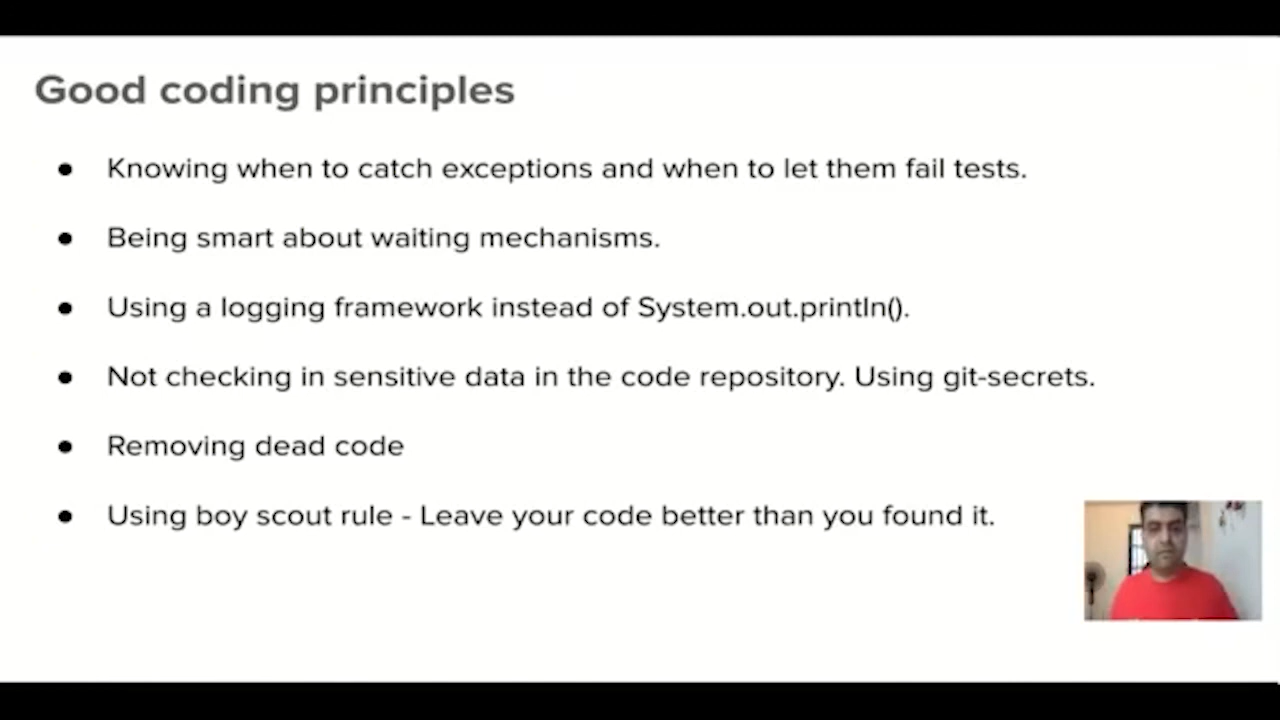 Good coding principles
● Knowing when to catch exceptions and when to let them fail tests.
● Being smart about waiting mechanisms.
● Using a logging framework instead of System.out.println().
● Not checking in sensitive data in the code repository. Using git-secrets.
● Removing dead code
● Using boy scout rule - Leave your code better than you found it.